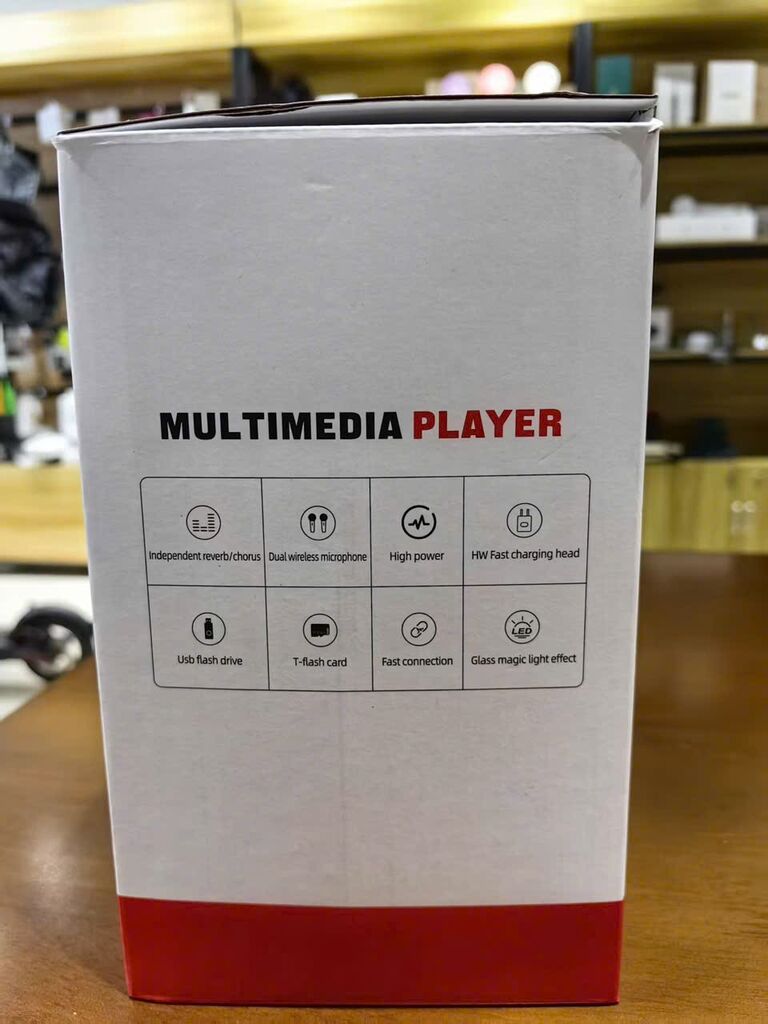 MULTIMEDIA PLAYER
Independent reverb/chorus
Dual wireless microphone
High power
HW Fast charging head
Usb flash drive
T-flash card
Fast connection
LED
Glass magic light effect